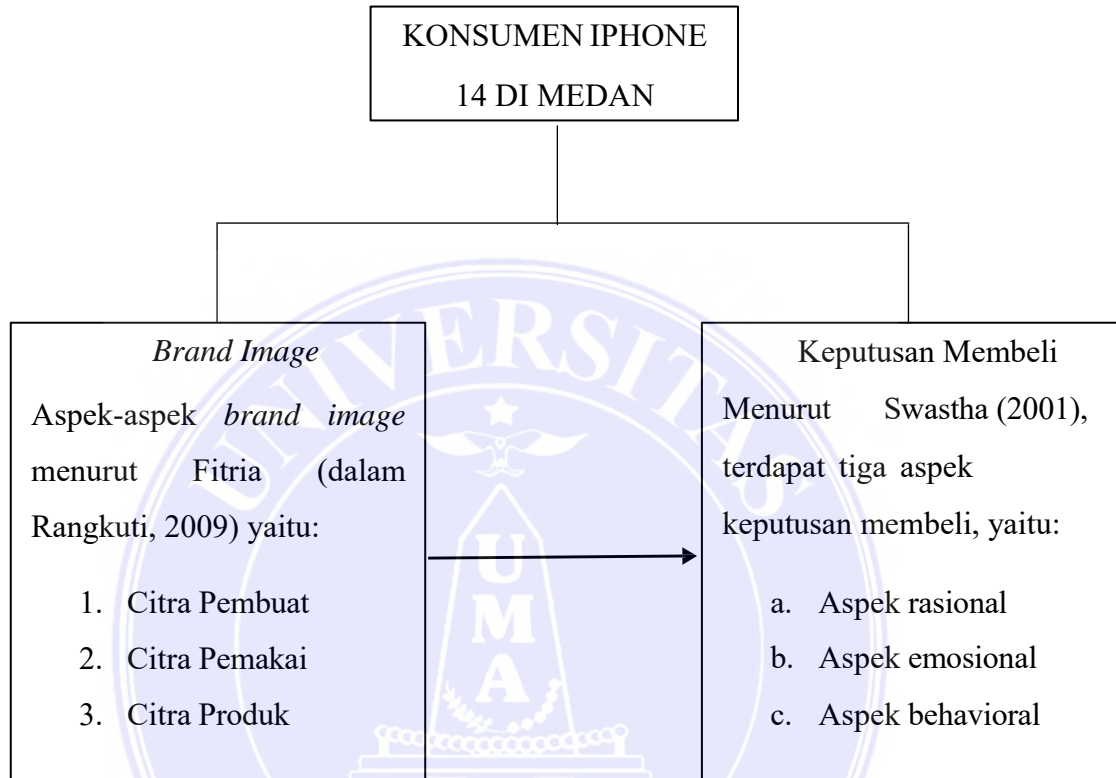 KONSUMEN IPHONE
14 DI MEDAN
UNIVERSITAS
Brand Image
Aspek-aspek brand image
menurut Fitria (dalam
Rangkuti, 2009) yaitu:
1. Citra Pembuat
2. Citra Pemakai
3. Citra Produk
UMA
Keputusan Membeli
Menurut Swastha (2001),
terdapat tiga aspek
keputusan membeli, yaitu:
a. Aspek rasional
b. Aspek emosional
c. Aspek behavioral